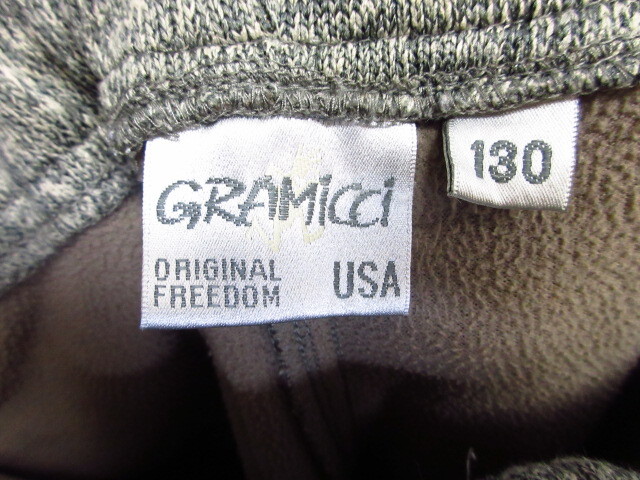 GRAMiCCi
ORIGINAL
FREEDOM
USA
130